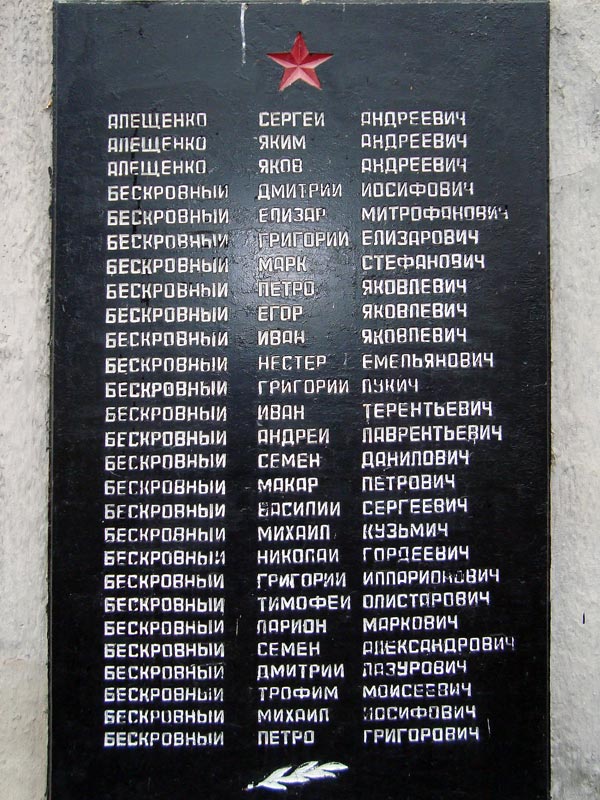 АЛЕЩЕНКО СЕРГЕЙ АНДРЕЕВИЧ
АЛЕЩЕНКО ЯКИМ АНДРЕЕВИЧ
АЛЕЩЕНКО ЯКОВ АНДРЕЕВИЧ
БЕСКРОВНЫЙ ДМИТРИЙ ИОСИФОВИЧ
БЕСКРОВНЫЙ ЕЛИЗАР МИТРОФАНОВИЧ
БЕСКРОВНЫЙ ГРИГОРИЙ ЕЛИЗАРОВИЧ
БЕСКРОВНЫЙ МАРК СТЕФАНОВИЧ
БЕСКРОВНЫЙ ПЕТРО ЯКОВЛЕВИЧ
БЕСКРОВНЫЙ ЕГОР ЯКОВЛЕВИЧ
БЕСКРОВНЫЙ ИВАН ЯКОВЛЕВИЧ
БЕСКРОВНЫЙ НЕСТЕР ЕМЕЛЬЯНОВИЧ
БЕСКРОВНЫЙ ГРИГОРИЙ ЛУКИЧ
БЕСКРОВНЫЙ ИВАН ТЕРЕНТЬЕВИЧ
БЕСКРОВНЫЙ АНДРЕЙ ЛАВРЕНТЬЕВИЧ
БЕСКРОВНЫЙ СЕМЕН ДАНИЛОВИЧ
БЕСКРОВНЫЙ МАКАР ПЕТРОВИЧ
БЕСКРОВНЫЙ ВАСИЛИЙ СЕРГЕЕВИЧ
БЕСКРОВНЫЙ МИХАИЛ КУЗЬМИЧ
БЕСКРОВНЫЙ НИКОЛАЙ ГОРДЕЕВИЧ
БЕСКРОВНЫЙ ГРИГОРИЙ ИЛЛАРИОНОВИЧ
БЕСКРОВНЫЙ ТИМОФЕЙ ОЛИСТАРОВИЧ
БЕСКРОВНЫЙ ЛАРИОН МАРКОВИЧ
БЕСКРОВНЫЙ СЕМЕН АЛЕКСАНДРОВИЧ
БЕСКРОВНЫЙ ДМИТРИЙ ЛАЗУРОВИЧ
БЕСКРОВНЫЙ ТРОФИМ МОИСЕЕВИЧ
БЕСКРОВНЫЙ МИХАИЛ ИОСИФОВИЧ
БЕСКРОВНЫЙ ПЕТРО ГРИГОРОВИЧ